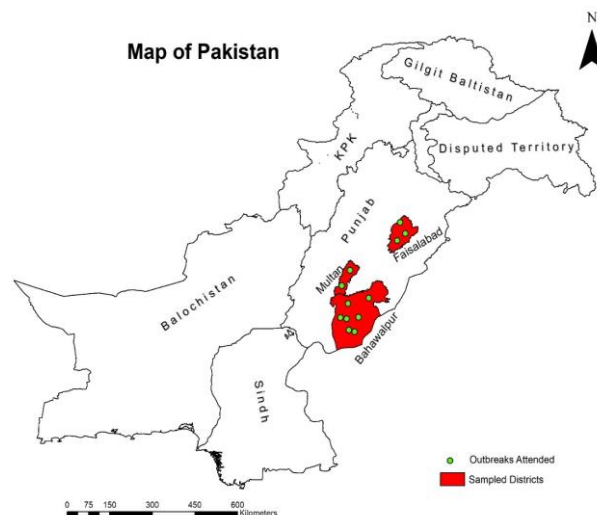 Map of Pakistan
N
Gilgit Baltistan
Disputed Territory
KPK
Punjab
Faisalabad
Multan
Balochistan
Bahawalpur
Sindh
Outbreaks Attended
Sampled Districts
0 75 150 300 450 600
Kilometers